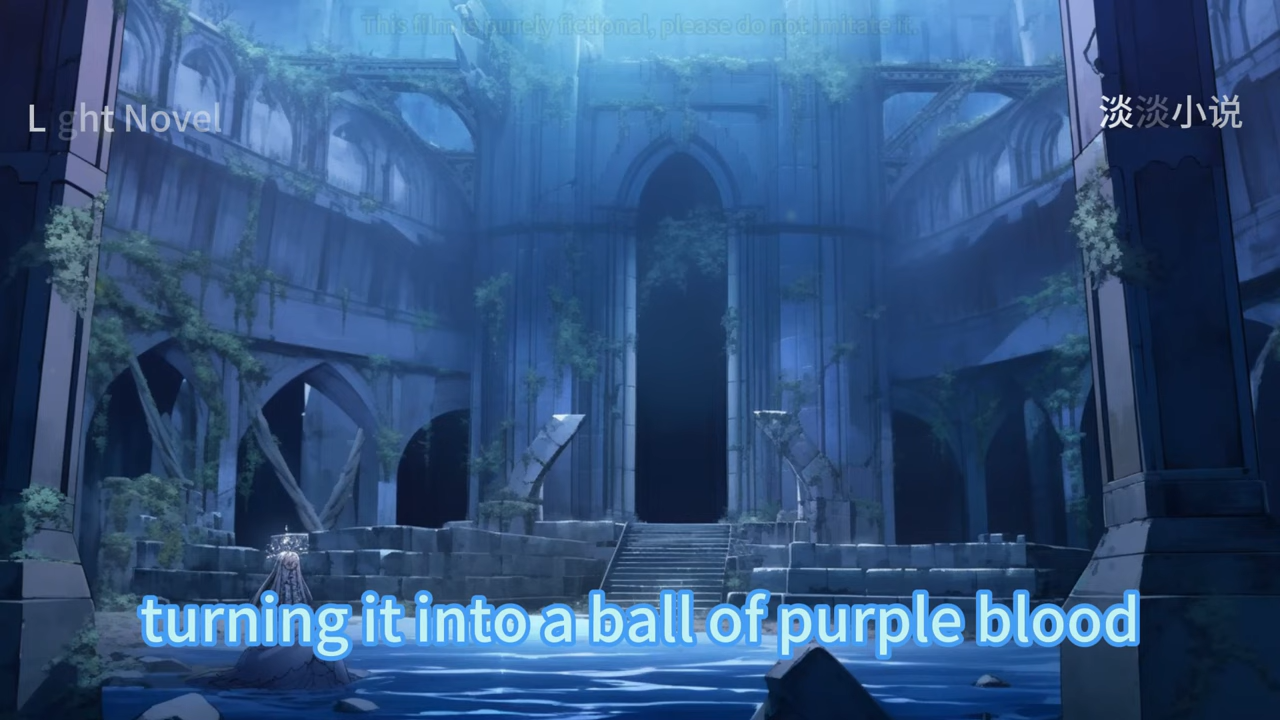 This film is purely fictional, please do not imitate it.
L ght Novel
淡淡小说
turning it into a ball of purple blood